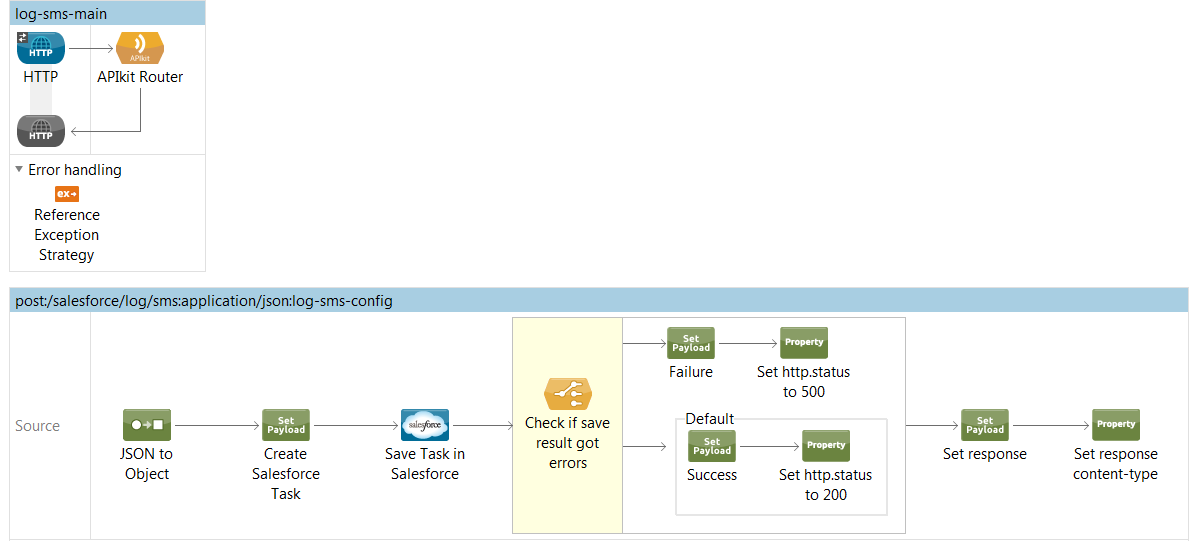 log-sms-main
HTTP
APIkit
HTTP
APIkit Router
HTTP
Error handling
ex
Reference
Exception
Strategy
post:/salesforce/log/sms:application/json:log-sms-config
Source
JSON to
Object
Set
Payload
Create
Salesforce
Task
salesforce
Save Task in
Salesforce
Check if save
result got
errors
Set
Payload
Failure
Property
Set http.status
to 500
Default
Set
Payload
Success
Property
Set http.status
to 200
Set
Payload
Set response
Property
Set response
content-type